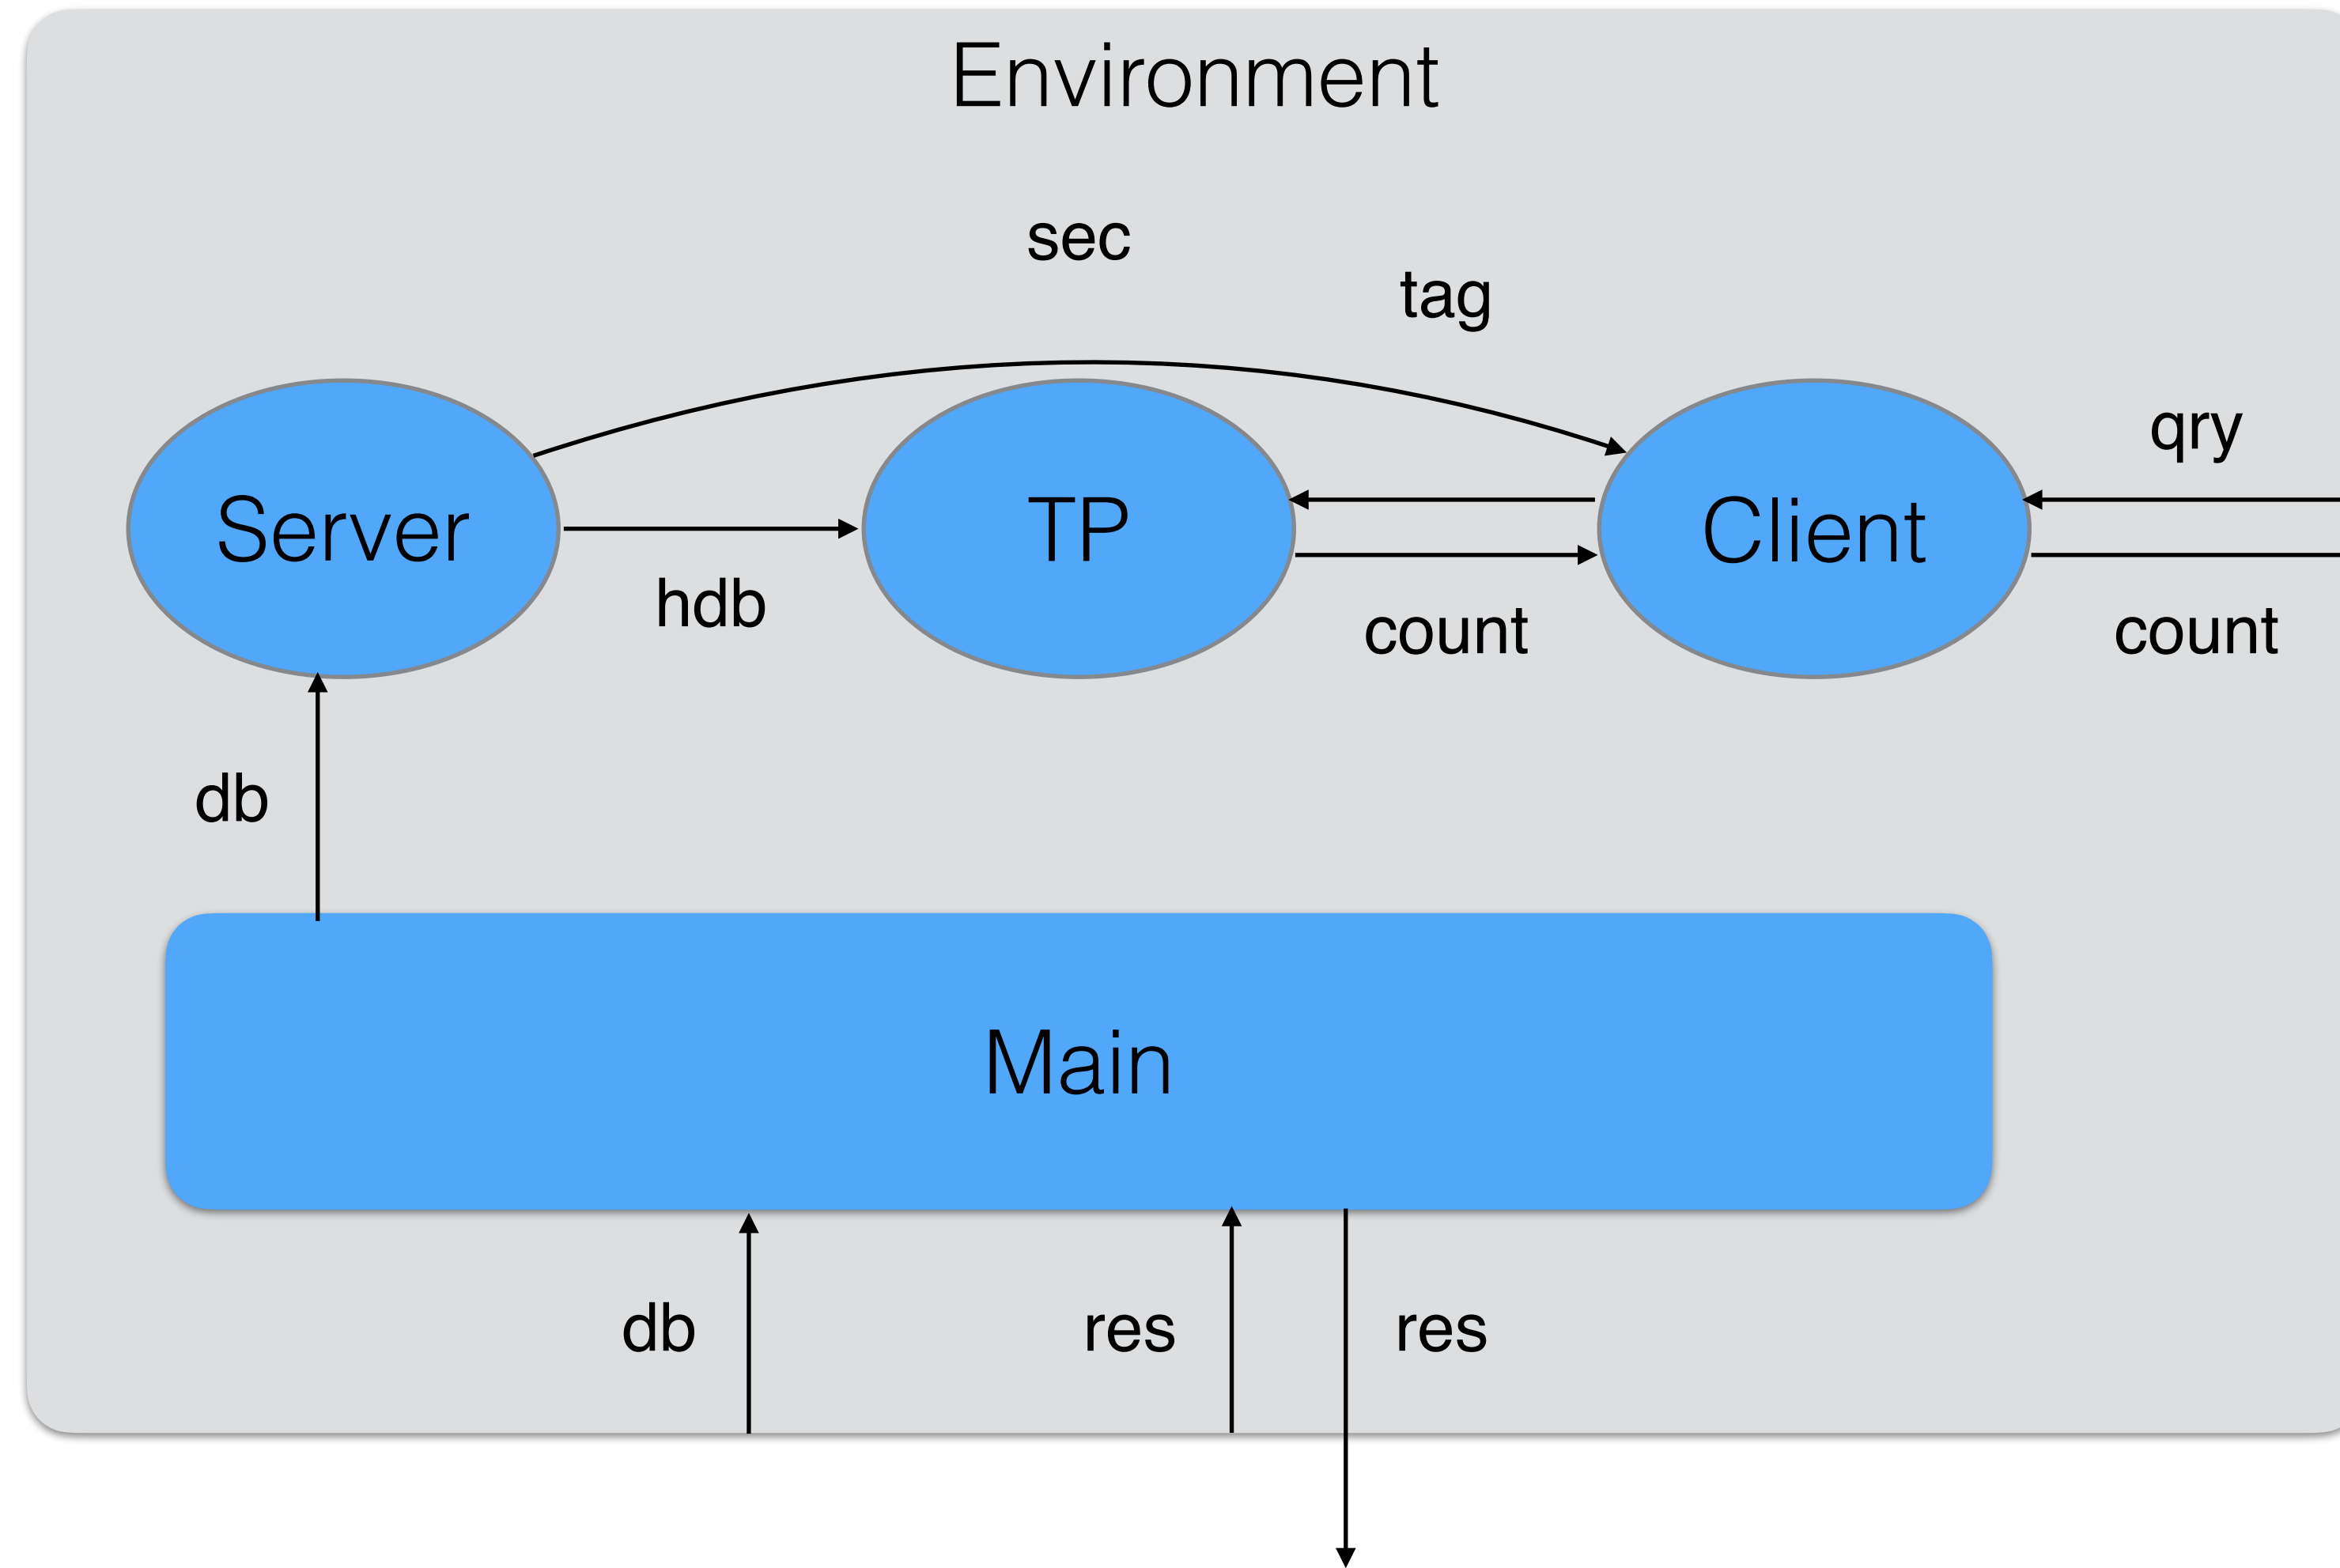 Environment
sec
tag
qry
Server
TP
Client
hdb
count
count
db
Main
db
res
res